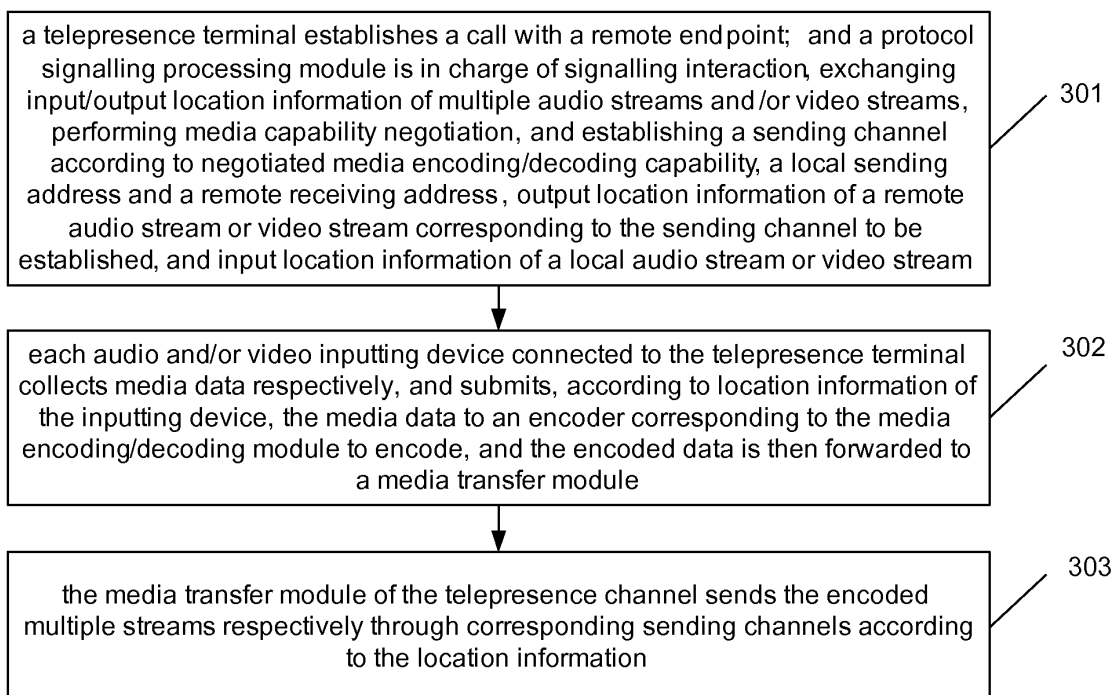 a telepresence terminal establishes a call with a remote endpoint; and a protocol
signalling processing module is in charge of signalling interaction, exchanging
input/output location information of multiple audio streams and/or video streams,
performing media capability negotiation, and establishing a sending channel
according to negotiated media encoding/decoding capability, a local sending
address and a remote receiving address, output location information of a remote
audio stream or video stream corresponding to the sending channel to be
established, and input location information of a local audio stream or video stream
301
each audio and/or video inputting device connected to the telepresence terminal
collects media data respectively, and submits, according to location information of
the inputting device, the media data to an encoder corresponding to the media
encoding/decoding module to encode, and the encoded data is then forwarded to
a media transfer module
302
the media transfer module of the telepresence channel sends the encoded
multiple streams respectively through corresponding sending channels according
to the location information
303